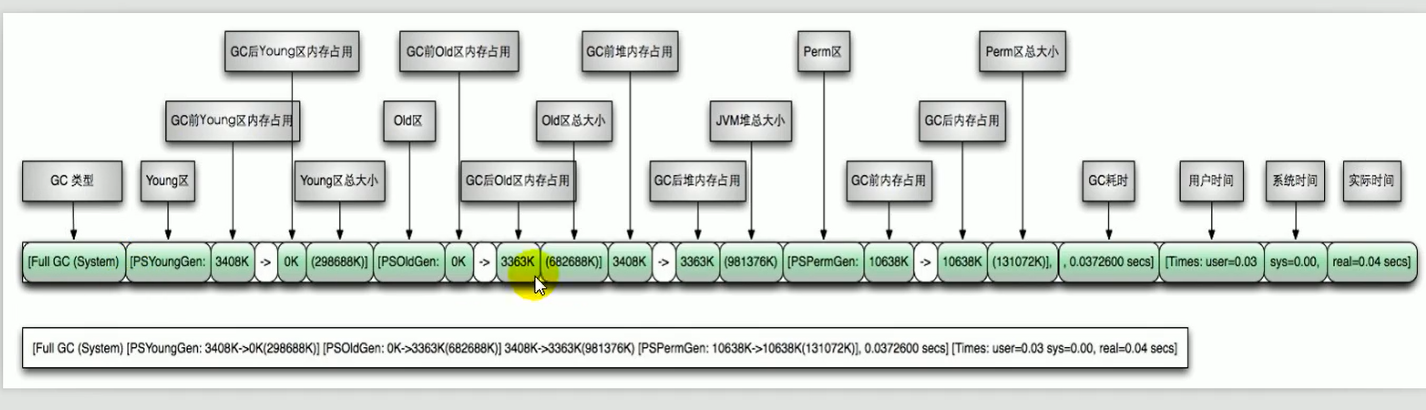 GC后Young区内存占用
GC前Old区内存占用
GC前堆内存占用
Perm区
Perm区总大小
GC前Young区内存占用
Old区
Old区总大小
JVM堆总大小
GC后内存占用
GC 类型
Young区
Young区总大小
GC后Old区内存占用
GC后堆内存占用
GC前内存占用
GC耗时
用户时间
系统时间
实际时间
[Full GC (System) [PSYoungGen: 3408K -> 0K (298688K)] [PSOldGen: 0K -> 3363K (682688K)] 3408K -> 3363K (981376K) [PSPermGen: 10638K -> 10638K (131072K)], , 0.0372600 secs] [Times: user=0.03 sys=0.00, real=0.04 secs]
[Full GC (System) [PSYoungGen: 3408K->0K(298688K)] [PSOldGen: 0K->3363K(682688K)] 3408K->3363K(981376K) [PSPermGen: 10638K->10638K(131072K)], 0.0372600 secs] [Times: user=0.03 sys=0.00, real=0.04 secs]